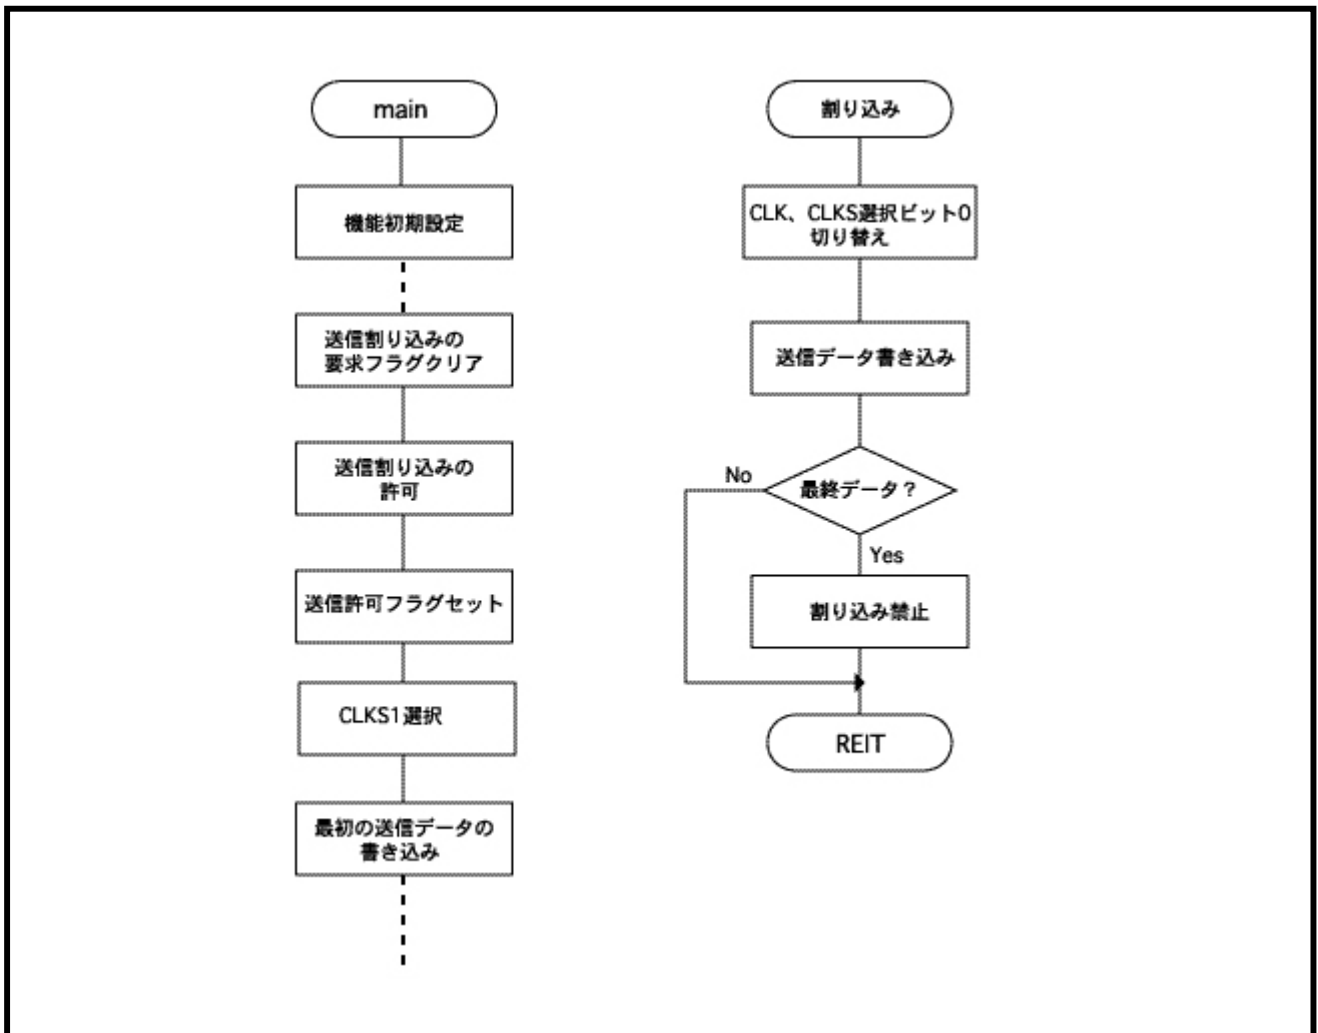 main
機能初期設定
送信割り込みの
要求フラグクリア
送信割り込みの
許可
送信許可フラグセット
CLKS1選択
最初の送信データの
書き込み
割り込み
CLK、CLKS選択ビット0
切り替え
送信データ書き込み
最終データ？
No
Yes
割り込み禁止
REIT